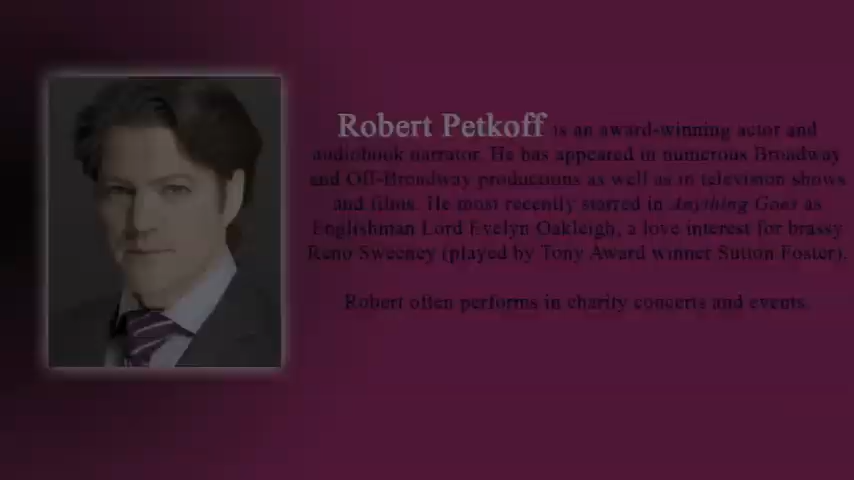 Robert Petkoff is an award-winning actor and
audiobook narrator. He has appeared in numerous Broadway
and Off-Broadway productions as well as in television shows
and films. He most recently starred in Anything Goes as
Englishman Lord Evelyn Oakleigh, a love interest for brassy
Reno Sweeney (played by Tony Award winner Sutton Foster).
Robert often performs in charity concerts and events.